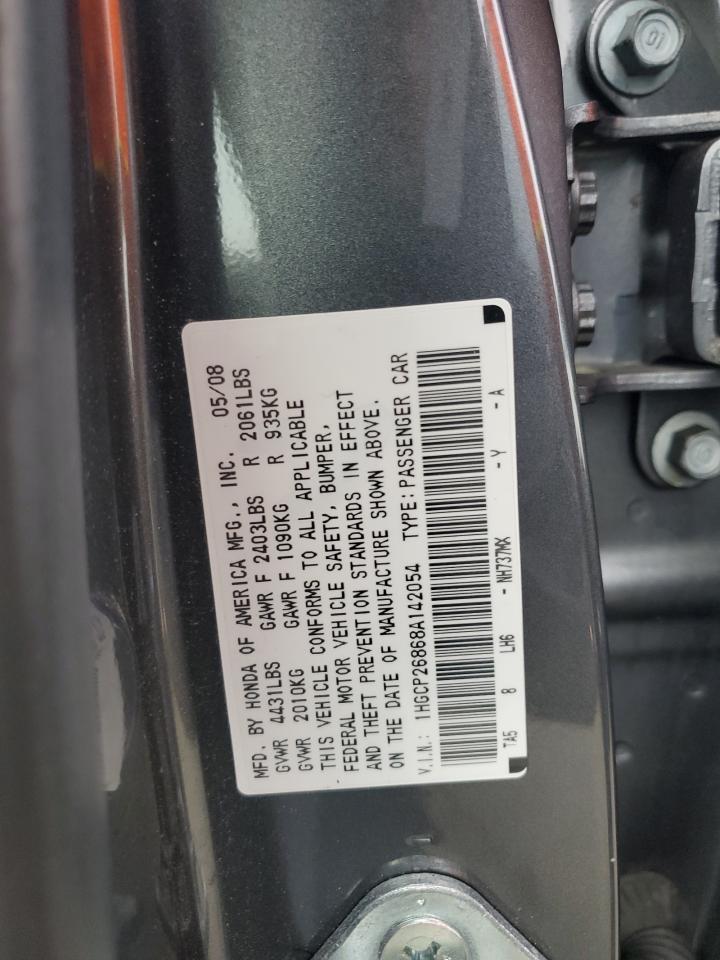 MFD. BY HONDA OF AMERICA MFG., INC. 05/08
GVWR 4431LBS GAWR F 2403LBS R 2061LBS
GVWR 2010KG GAWR F 1090KG R 935KG
THIS VEHICLE CONFORMS TO ALL APPLICABLE
FEDERAL MOTOR VEHICLE SAFETY, BUMPER,
AND THEFT PREVENTION STANDARDS IN EFFECT
ON THE DATE OF MANUFACTURE SHOWN ABOVE.
V.I.N.: 1HGCP26868A142054 TYPE: PASSENGER CAR
TA5 8 LH6 - NH737MX - Y - A